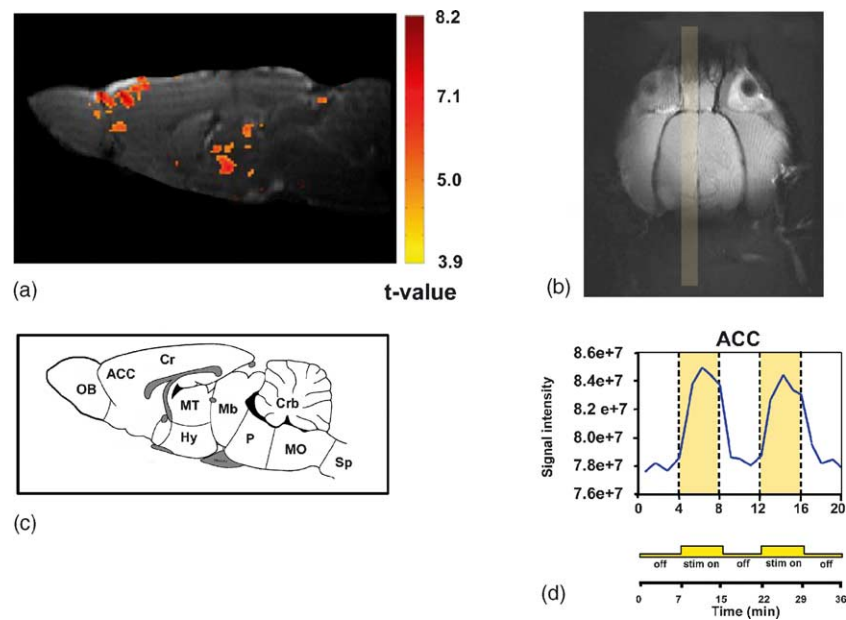 8.2
7.1
5.0
3.9
t-value
(a)
(b)
OB
ACC
Cr
MT
Mb
Crb
Hy
P
MO
Sp
(c)
ACC
Signal intensity
8.6e+7
8.4e+7
8.2 e+7
8.0e+7
7.8e+7
7.6e+7
0 4 8 12 16 20
off stim on off stim on off
0 7 15 22 29 36
Time (min)
(d)